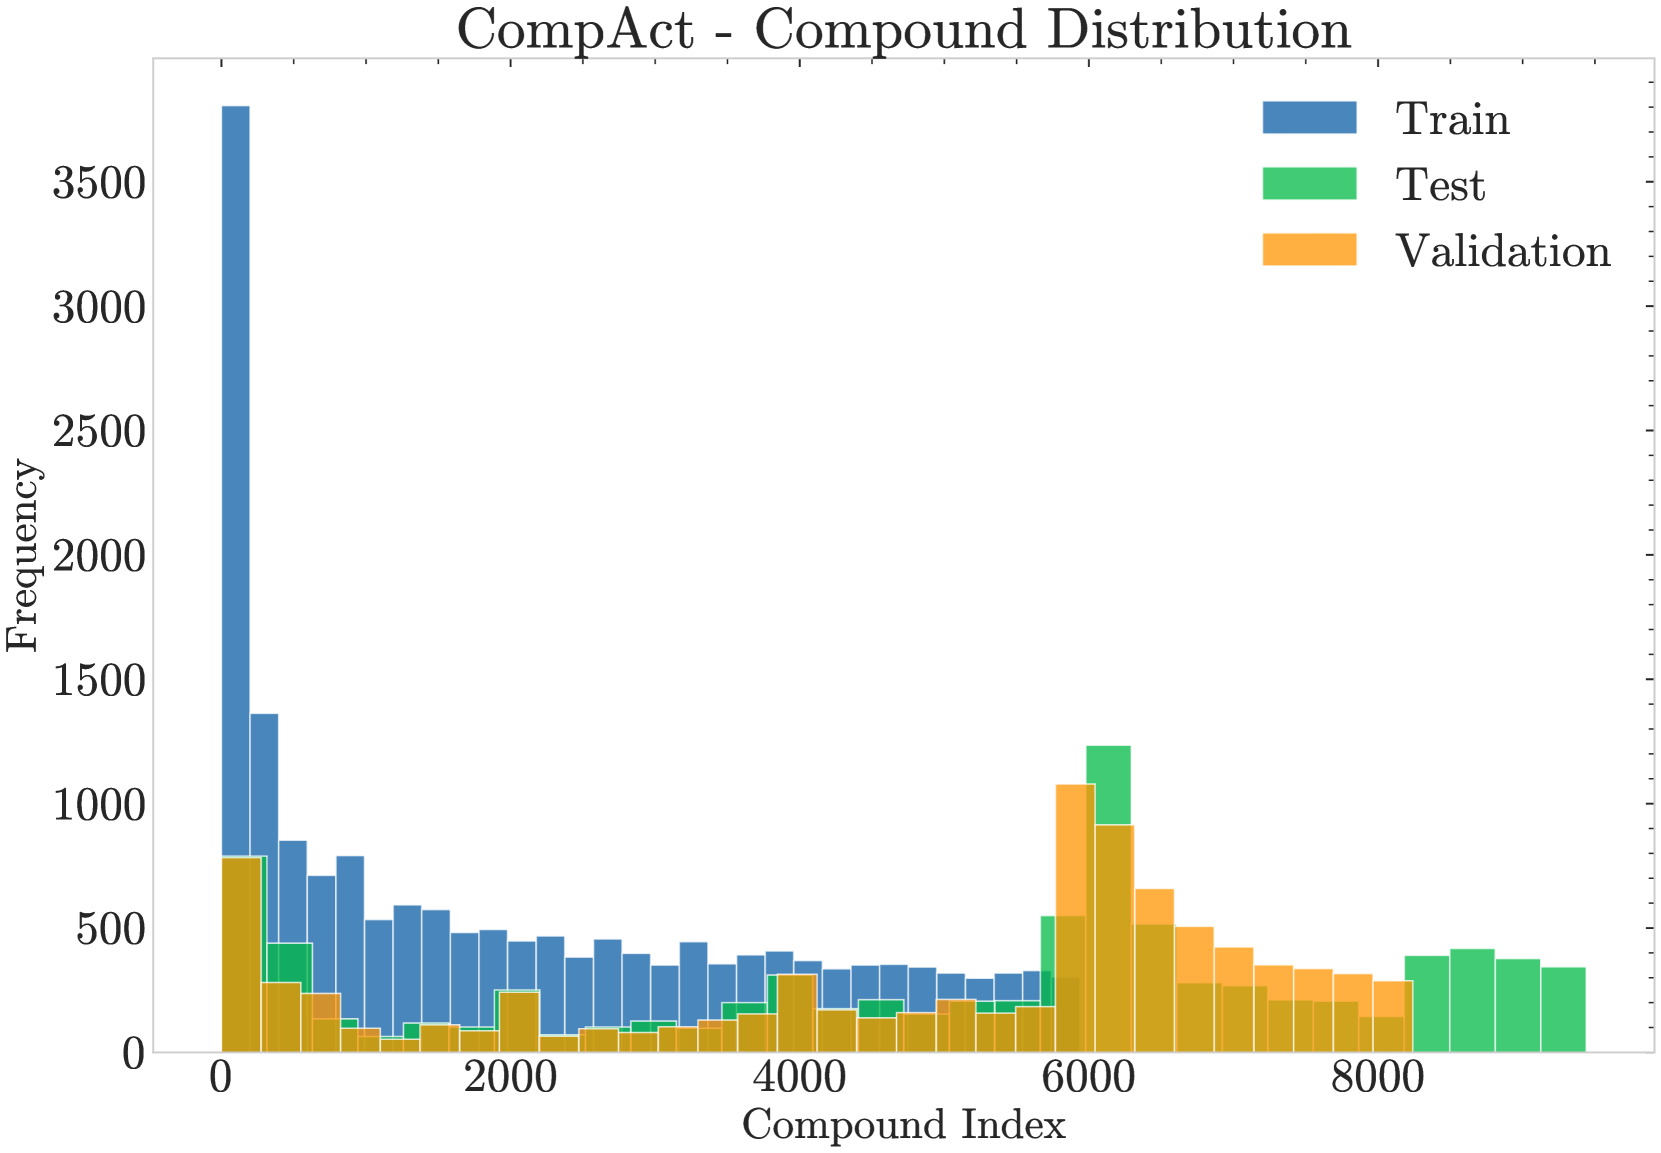 CompAct - Compound Distribution
Train
Test
Validation
3500
3000
2500
2000
1500
1000
500
0
Frequency
0 2000 4000 6000 8000
Compound Index